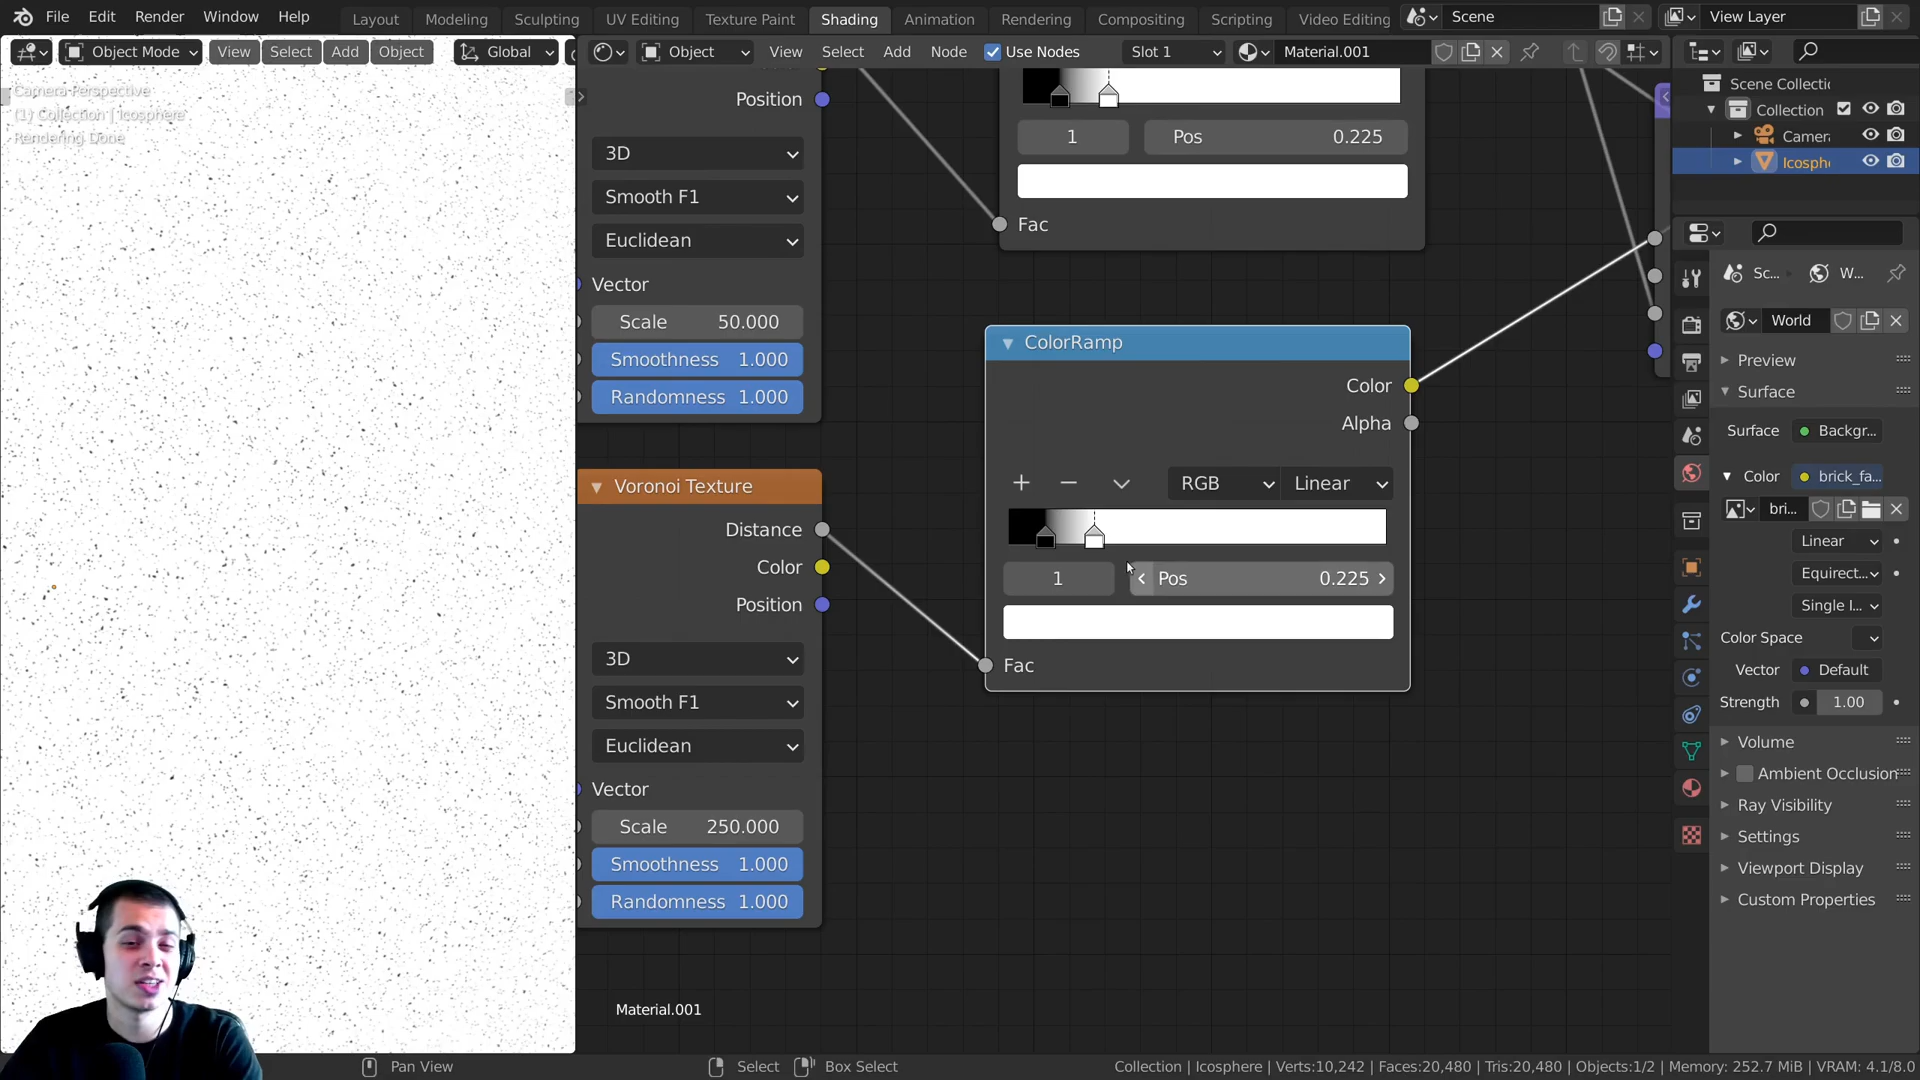 File Edit Render Window Help Layout Modeling Sculpting UV Editing Texture Paint Shading Animation Rendering Compositing Scripting Video Editing Scene View Layer
Object Mode View Select Add Object Global Object View Select Add Node Use Nodes Slot 1 Material.001
Camera Perspective
(1) Collection | Icosphere
Rendering Done
Position
3D
Smooth F1
Euclidean
Vector
Scale 50.000
Smoothness 1.000
Randomness 1.000
Voronoi Texture
Distance
Color
Position
3D
Smooth F1
Euclidean
Vector
Scale 250.000
Smoothness 1.000
Randomness 1.000
Material.001
1 Pos 0.225
Fac
ColorRamp
Color
Alpha
RGB Linear
1 Pos 0.225
Fac
Scene Collecti
Collection
Camer
Icosph
Sc... W...
World
Preview
Surface
Surface Backgr...
Color brick_fa...
bri...
Linear
Equirect...
Single I...
Color Space
Vector Default
Strength 1.00
Volume
Ambient Occlusion
Ray Visibility
Settings
Viewport Display
Custom Properties
Pan View Select Box Select Collection | Icosphere | Verts:10,242 | Faces:20,480 | Tris:20,480 | Objects:1/2 | Memory: 252.7 MiB | VRAM: 4.1/8.0